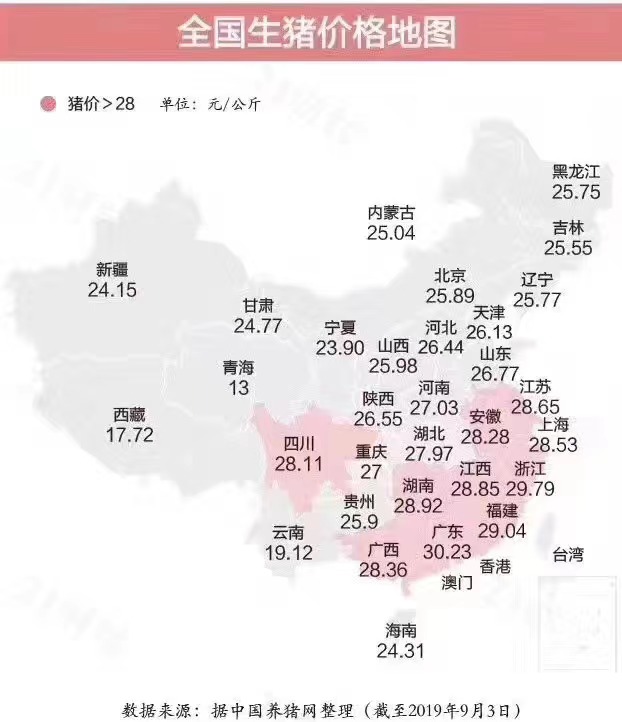 全国生猪价格地图
猪价＞28 单位：元/公斤
黑龙江
25.75
内蒙古
25.04
吉林
25.55
新疆
24.15
北京
25.89
辽宁
25.77
甘肃
24.77
天津
26.13
宁夏
23.90
河北
26.44
山西
25.98
山东
26.77
青海
13
河南
27.03
江苏
28.65
陕西
26.55
安徽
28.28
西藏
17.72
上海
28.53
四川
28.11
湖北
27.97
重庆
27
江西
28.85
浙江
29.79
湖南
28.92
贵州
25.9
福建
29.04
云南
19.12
广东
30.23
广西
28.36
台湾
香港
澳门
海南
24.31
数据来源：据中国养猪网整理（截至2019年9月3日）